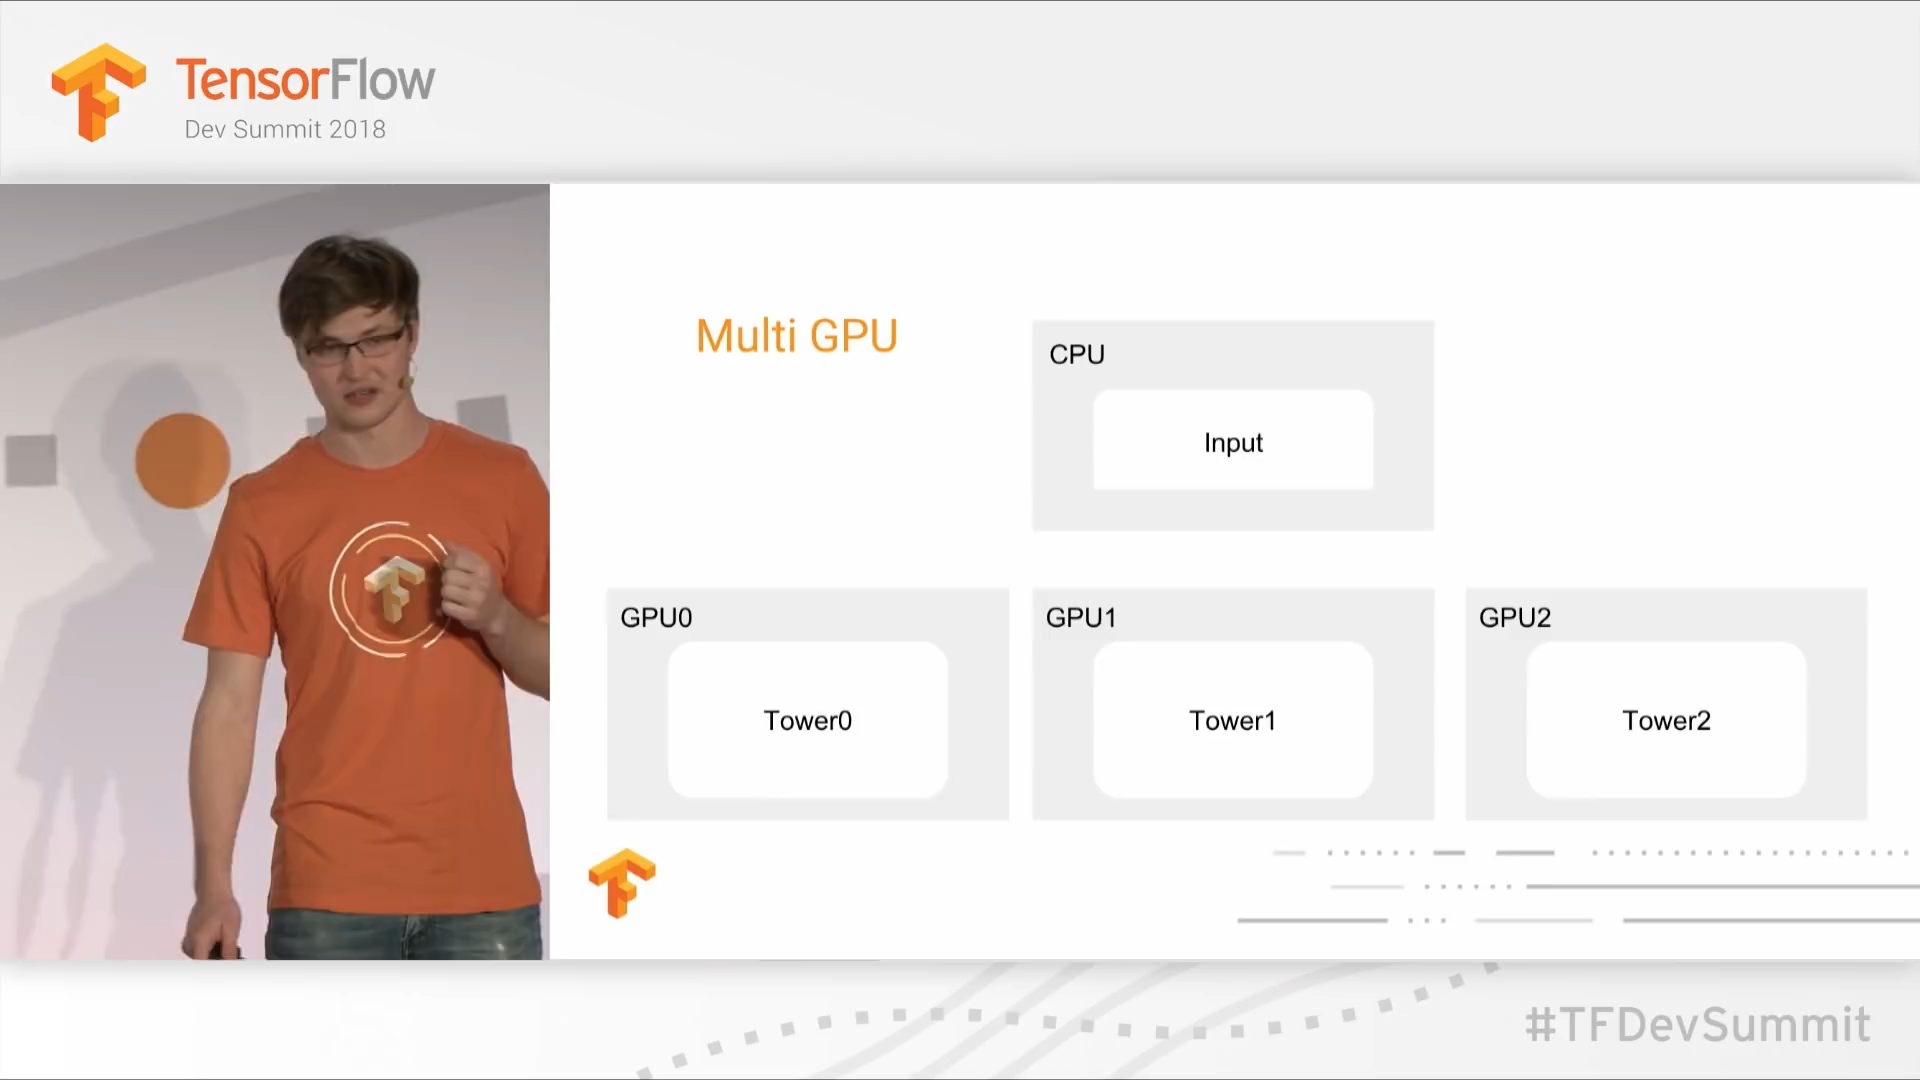 TensorFlow
Dev Summit 2018
Multi GPU
CPU
Input
GPU0
Tower0
GPU1
Tower1
GPU2
Tower2
#TFDevSummit